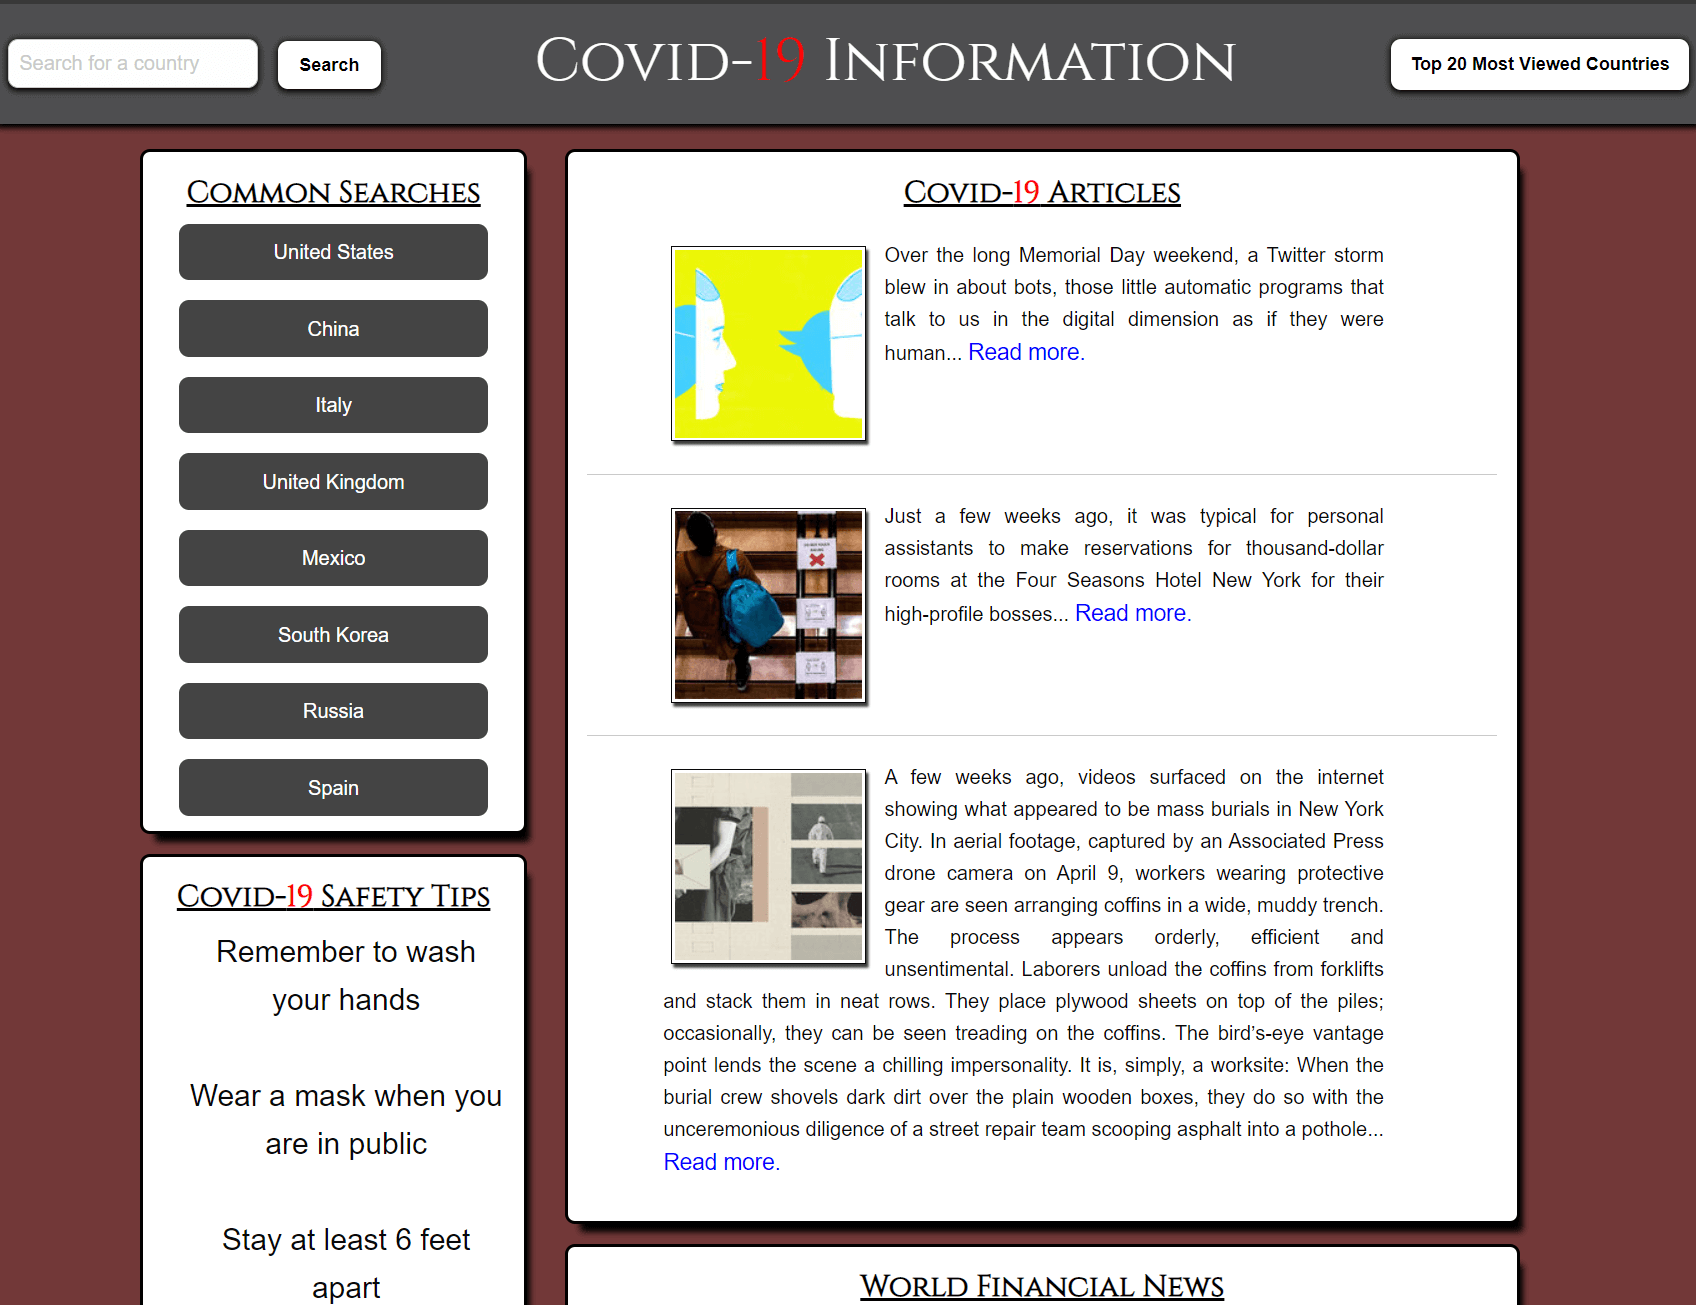 Search for a country
Search
Covid-19 Information
Top 20 Most Viewed Countries
Common Searches
United States
China
Italy
United Kingdom
Mexico
South Korea
Russia
Spain
Covid-19 Safety Tips
Remember to wash
your hands
Wear a mask when you
are in public
Stay at least 6 feet
apart
Covid-19 Articles
Over the long Memorial Day weekend, a Twitter storm
blew in about bots, those little automatic programs that
talk to us in the digital dimension as if they were
human... Read more.
Just a few weeks ago, it was typical for personal
assistants to make reservations for thousand-dollar
rooms at the Four Seasons Hotel New York for their
high-profile bosses... Read more.
A few weeks ago, videos surfaced on the internet
showing what appeared to be mass burials in New York
City. In aerial footage, captured by an Associated Press
drone camera on April 9, workers wearing protective
gear are seen arranging coffins in a wide, muddy trench.
The process appears orderly, efficient and
unsentimental. Laborers unload the coffins from forklifts
and stack them in neat rows. They place plywood sheets on top of the piles;
occasionally, they can be seen treading on the coffins. The bird’s-eye vantage
point lends the scene a chilling impersonality. It is, simply, a worksite: When the
burial crew shovels dark dirt over the plain wooden boxes, they do so with the
unceremonious diligence of a street repair team scooping asphalt into a pothole...
Read more.
World Financial News